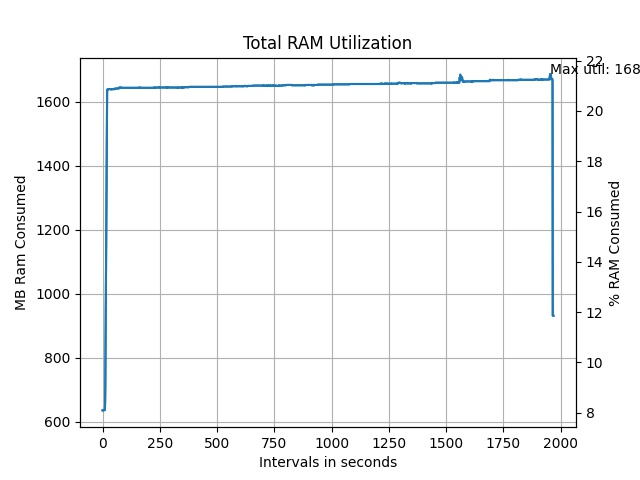 Total RAM Utilization
Max util: 168
MB Ram Consumed
1600
1400
1200
1000
800
600
22
20
18
16
14
12
10
8
% RAM Consumed
0 250 500 750 1000 1250 1500 1750 2000
Intervals in seconds